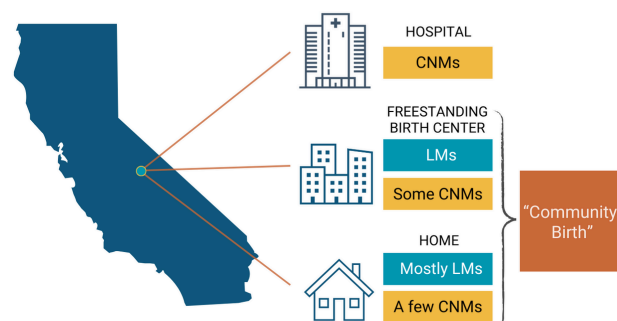 HOSPITAL
CNMs
FREESTANDING
BIRTH CENTER
LMs
Some CNMs
HOME
Mostly LMs
A few CNMs
“Community
Birth”